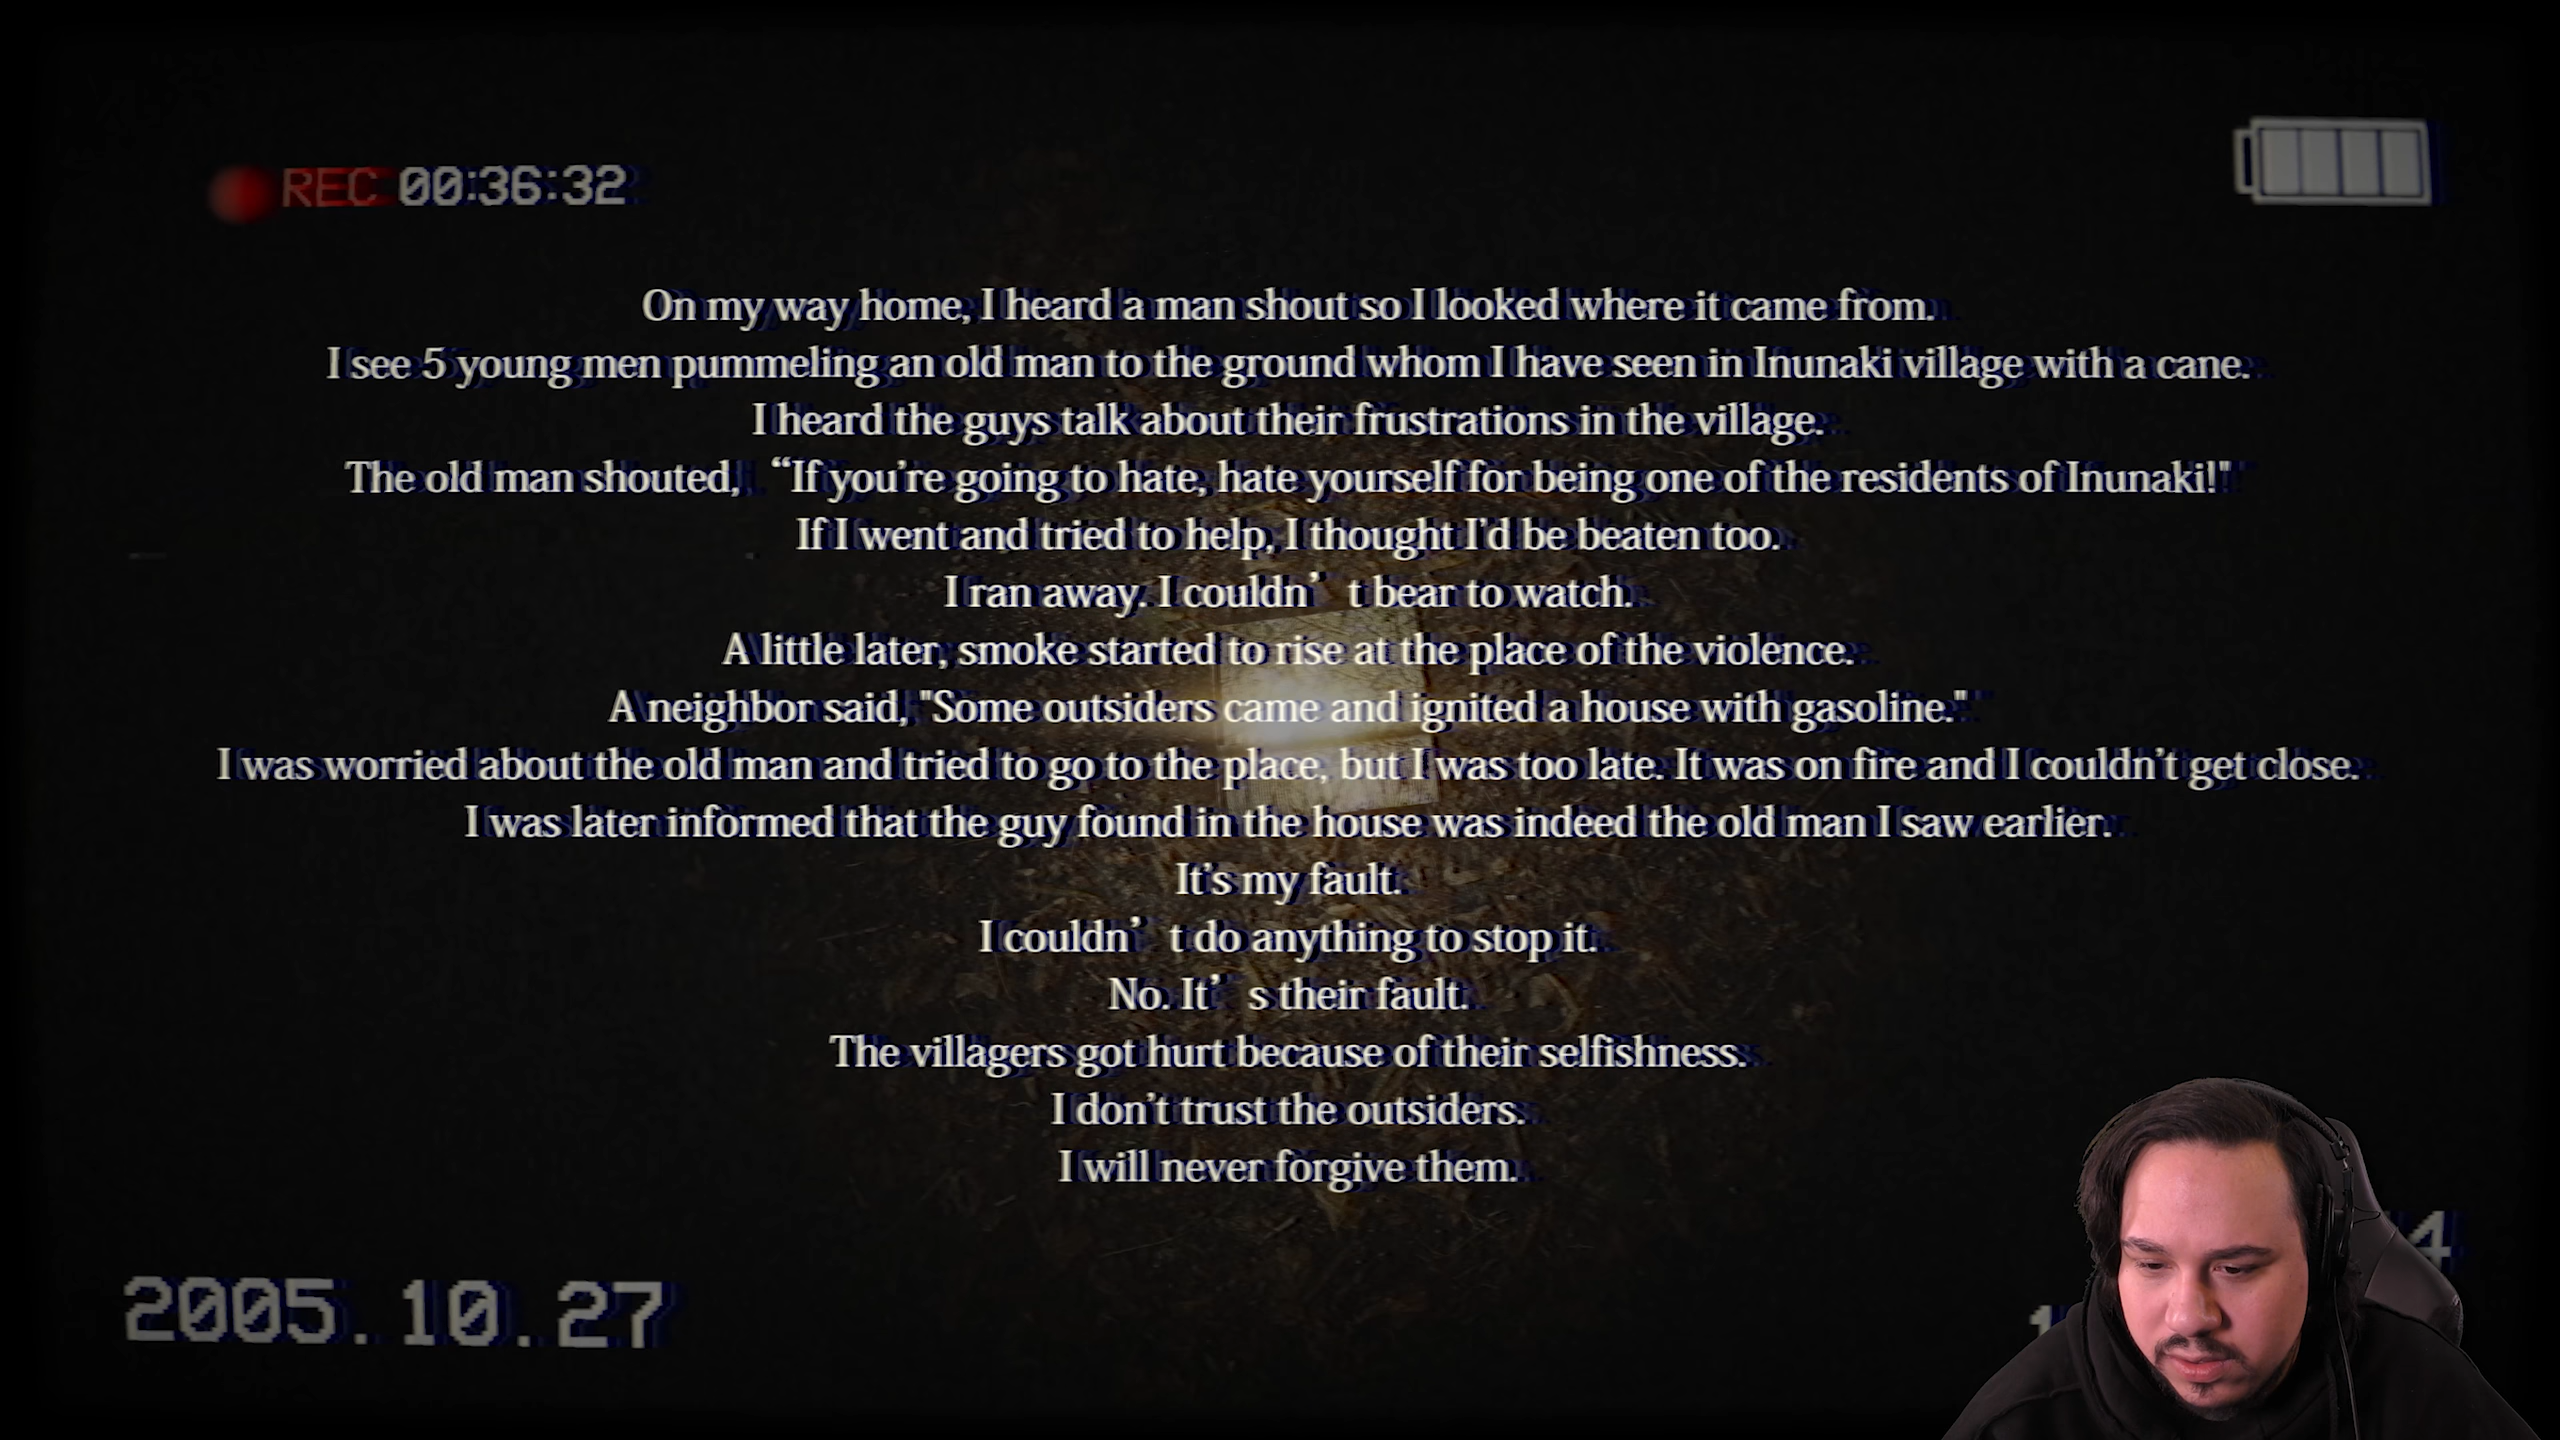 REC 00:36:32
On my way home, I heard a man shout so I looked where it came from.
I see 5 young men pummeling an old man to the ground whom I have seen in Inunaki village with a cane.
I heard the guys talk about their frustrations in the village.
The old man shouted, “If you're going to hate, hate yourself for being one of the residents of Inunaki!"
If I went and tried to help, I thought I'd be beaten too.
I ran away. I couldn’ t bear to watch.
A little later, smoke started to rise at the place of the violence.
A neighbor said, "Some outsiders came and ignited a house with gasoline."
I was worried about the old man and tried to go to the place, but I was too late. It was on fire and I couldn't get close.
I was later informed that the guy found in the house was indeed the old man I saw earlier.
It's my fault.
I couldn’ t do anything to stop it.
No. It’ s their fault.
The villagers got hurt because of their selfishness.
I don't trust the outsiders.
I will never forgive them.
2005.10.27